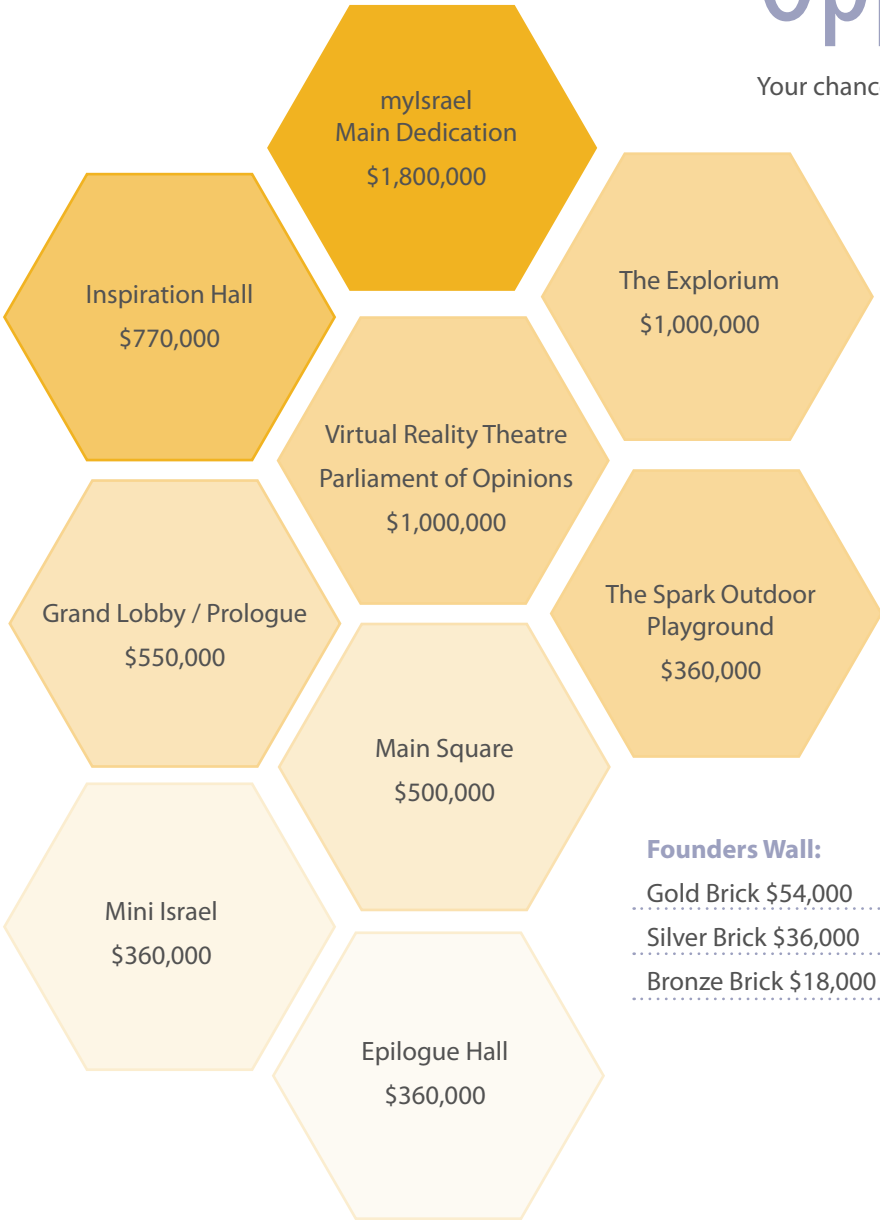 Your chance
myIsrael
Main Dedication
$1,800,000
Inspiration Hall
$770,000
The Explorium
$1,000,000
Virtual Reality Theatre
Parliament of Opinions
$1,000,000
Grand Lobby / Prologue
$550,000
The Spark Outdoor
Playground
$360,000
Main Square
$500,000
Mini Israel
$360,000
Epilogue Hall
$360,000
Founders Wall:
Gold Brick $54,000
Silver Brick $36,000
Bronze Brick $18,000